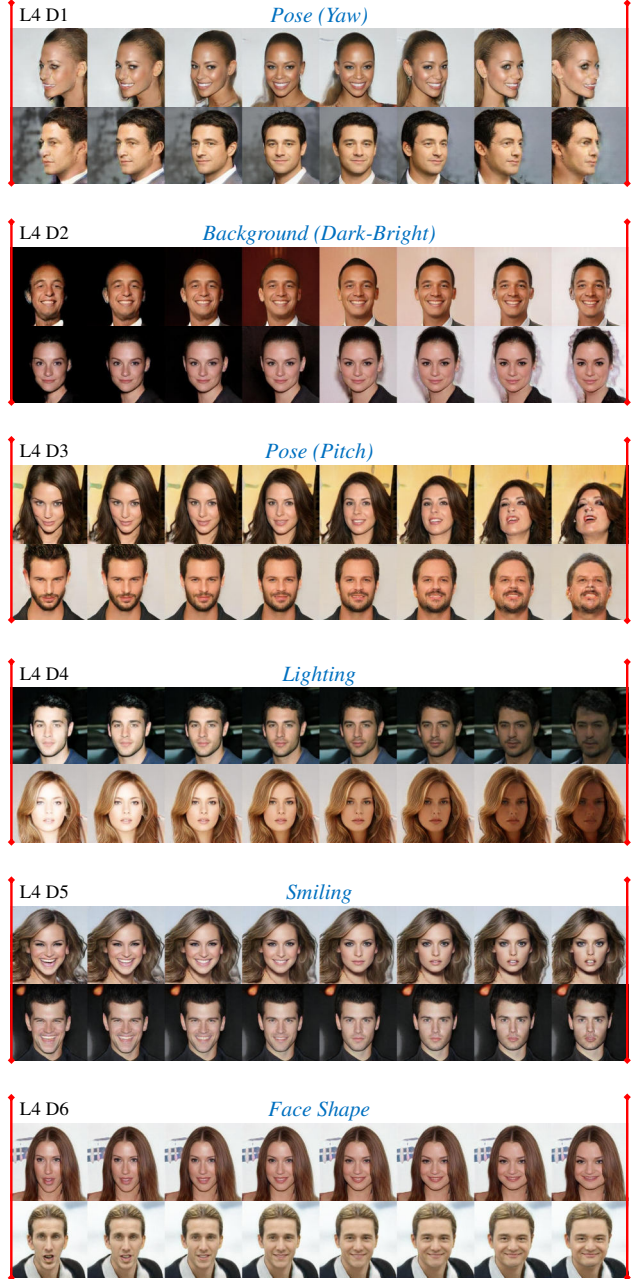 L4 D1 Pose (Yaw)
L4 D2 Background (Dark-Bright)
L4 D3 Pose (Pitch)
L4 D4 Lighting
L4 D5 Smiling
L4 D6 Face Shape